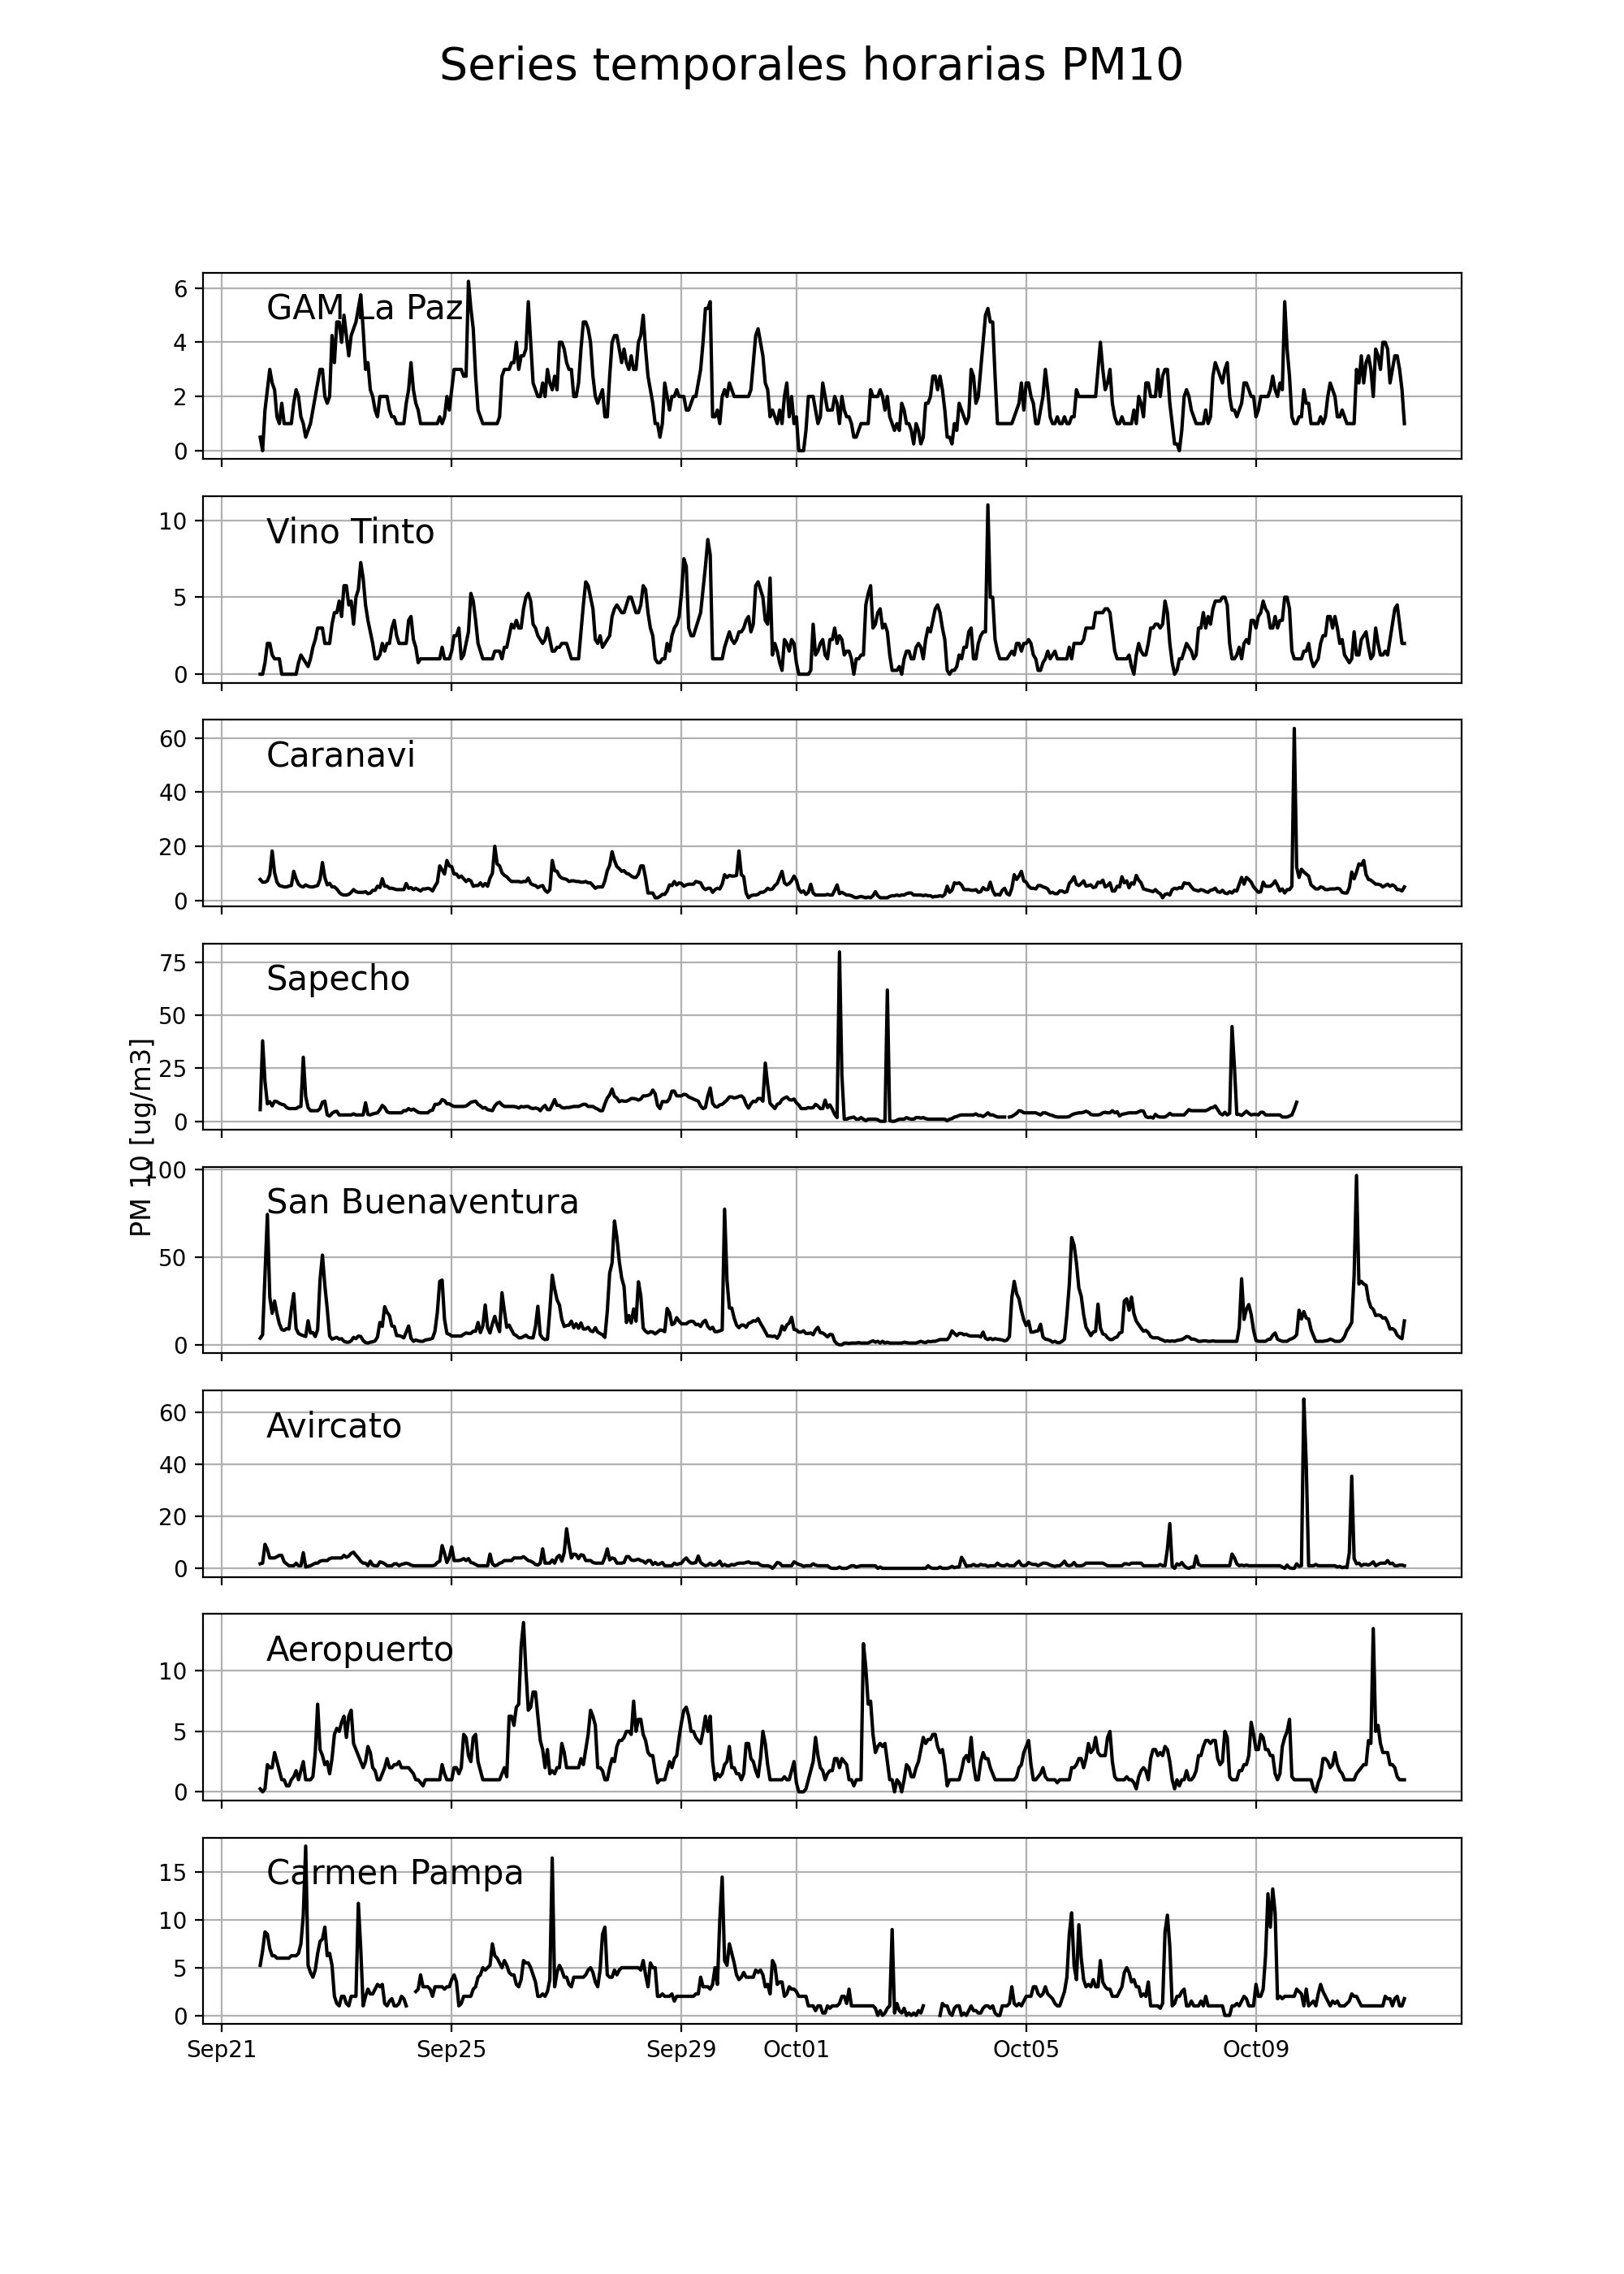 Series temporales horarias PM10
GAM La Paz
6
4
2
0
Vino Tinto
10
5
0
Caranavi
60
40
20
0
Sapecho
75
50
25
0
PM 10 [ug/m3]
San Buenaventura
100
50
0
Avircato
60
40
20
0
Aeropuerto
10
5
0
Carmen Pampa
15
10
5
0
Sep21 Sep25 Sep29 Oct01 Oct05 Oct09